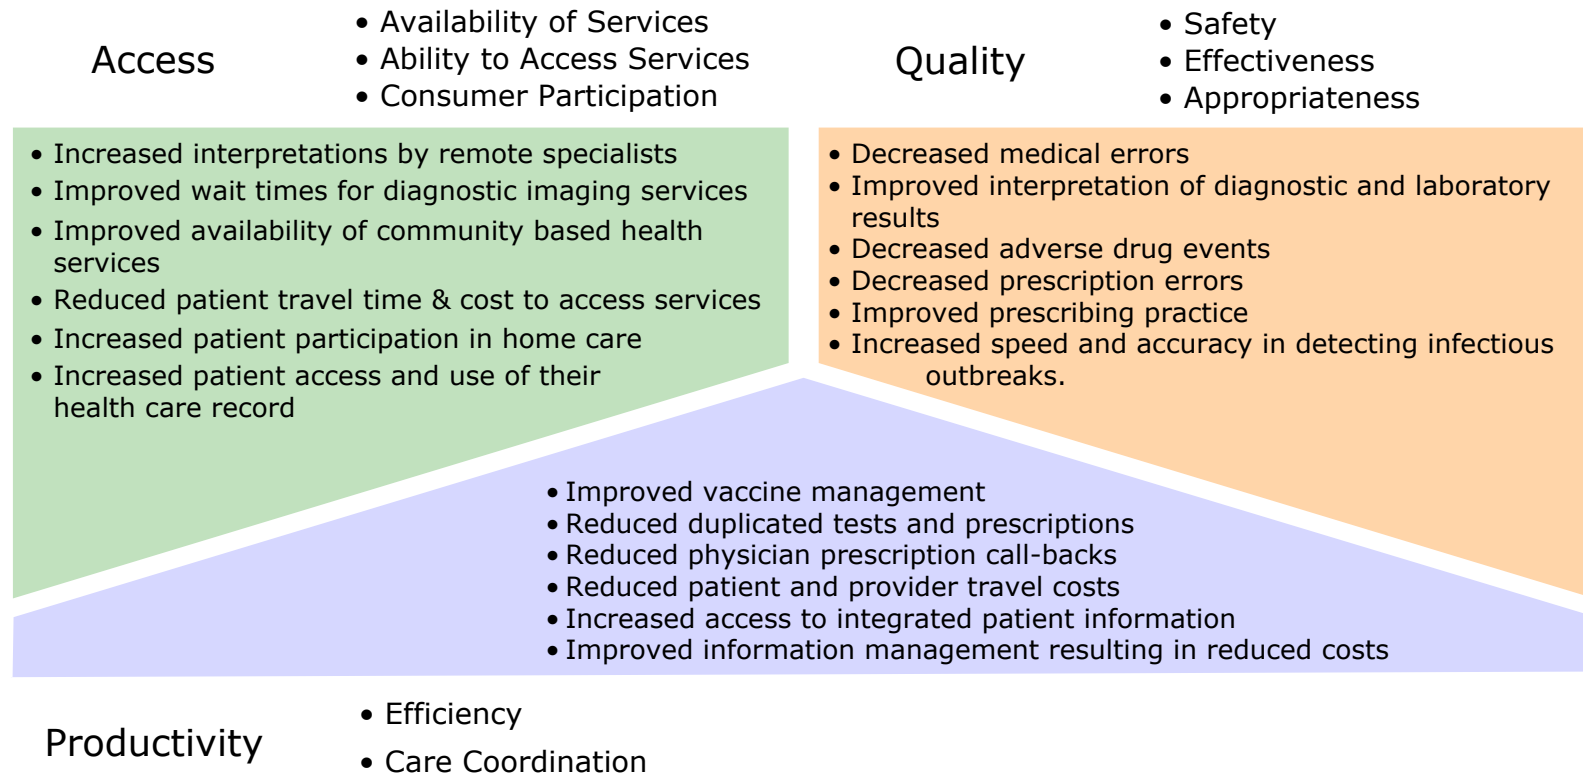 Access
• Availability of Services
• Ability to Access Services
• Consumer Participation
Quality
• Safety
• Effectiveness
• Appropriateness
• Increased interpretations by remote specialists
• Improved wait times for diagnostic imaging services
• Improved availability of community based health
services
• Reduced patient travel time & cost to access services
• Increased patient participation in home care
• Increased patient access and use of their
health care record
• Decreased medical errors
• Improved interpretation of diagnostic and laboratory
results
• Decreased adverse drug events
• Decreased prescription errors
• Improved prescribing practice
• Increased speed and accuracy in detecting infectious
outbreaks.
• Improved vaccine management
• Reduced duplicated tests and prescriptions
• Reduced physician prescription call-backs
• Reduced patient and provider travel costs
• Increased access to integrated patient information
• Improved information management resulting in reduced costs
Productivity
• Efficiency
• Care Coordination